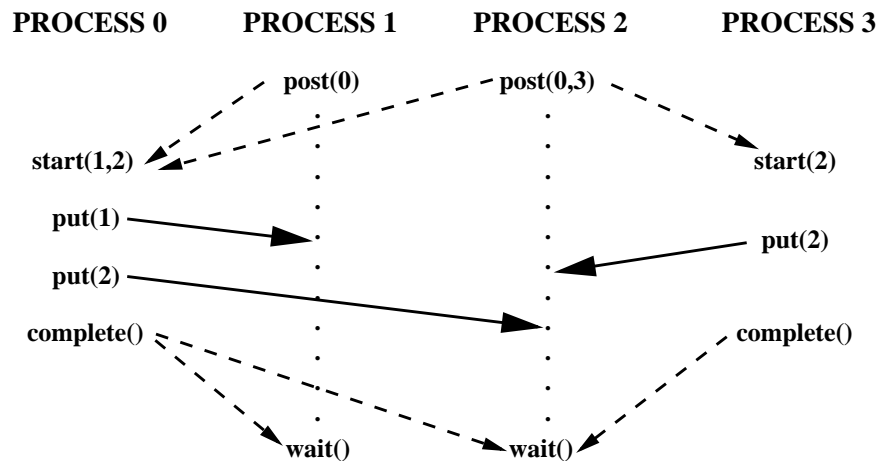 PROCESS 0 PROCESS 1 PROCESS 2 PROCESS 3
post(0) post(0,3)
start(1,2) start(2)
put(1)
put(2)
put(2)
complete() complete()
wait() wait()